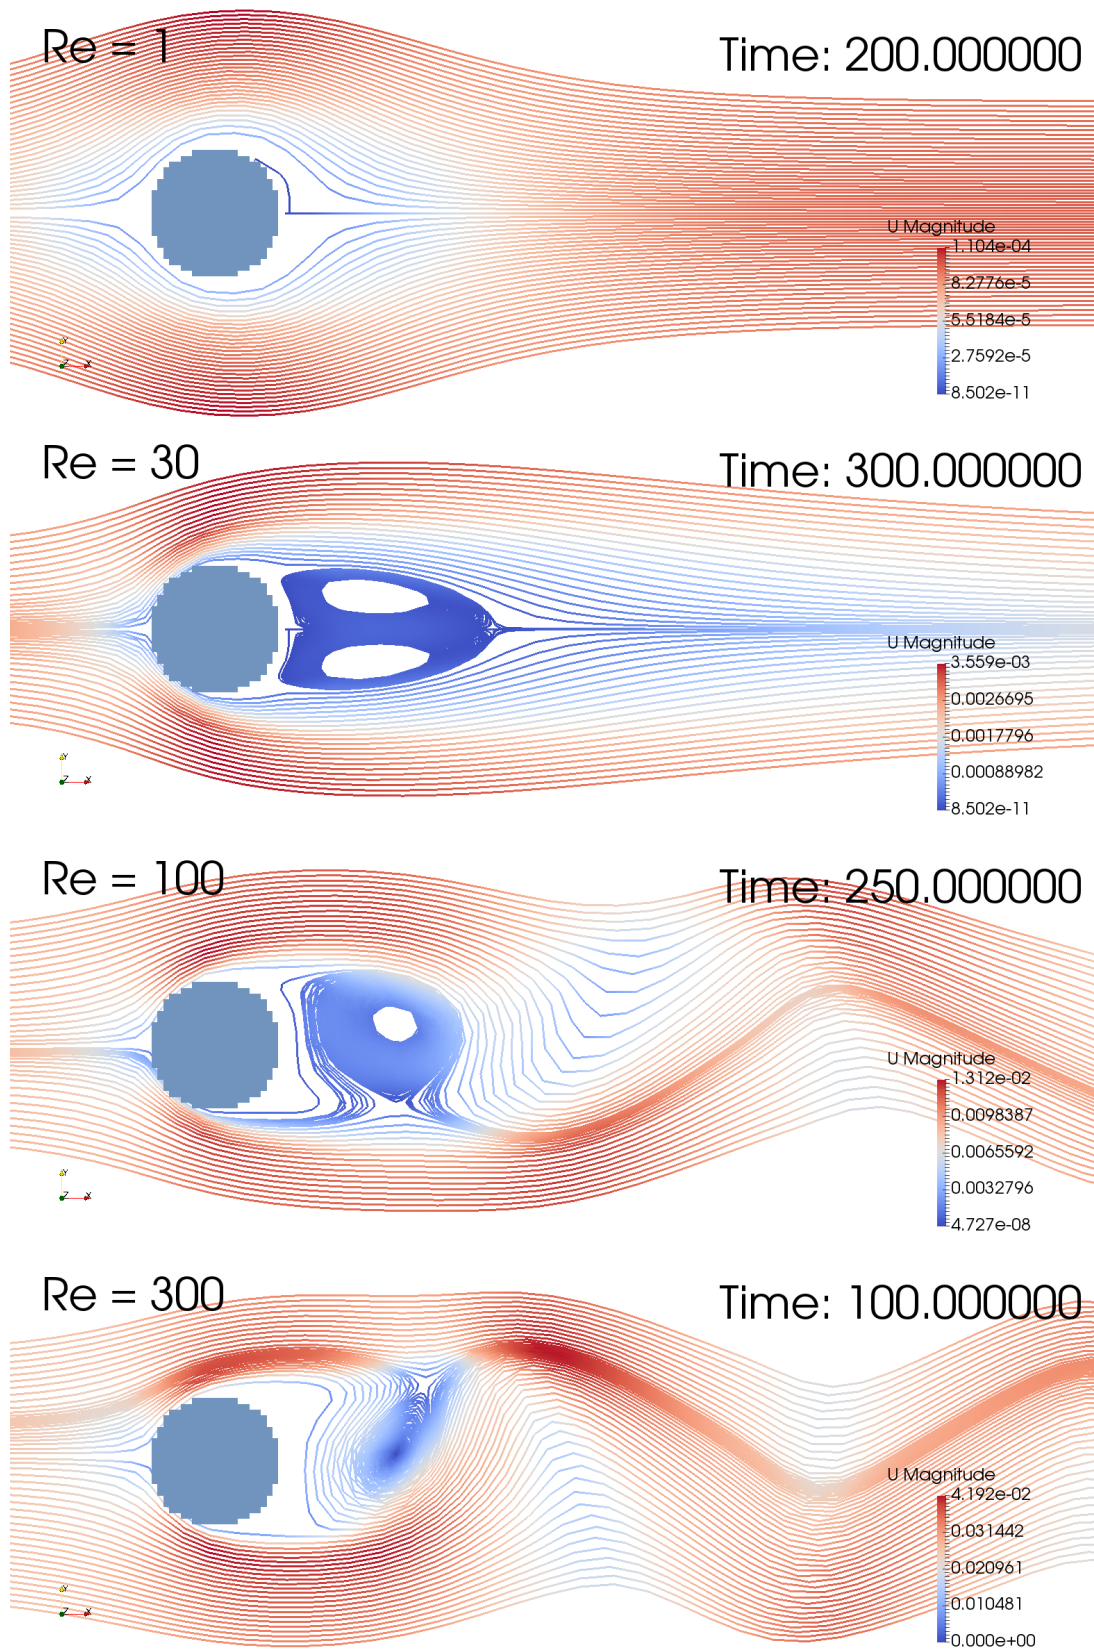 Re = 1
Time: 200.000000
U Magnitude
1.104e-04
8.2776e-5
5.5184e-5
2.7592e-5
8.502e-11
Y
Z X
Re = 30
Time: 300.000000
U Magnitude
3.559e-03
0.0026695
0.0017796
0.00088982
8.502e-11
Y
Z X
Re = 100
Time: 250.000000
U Magnitude
1.312e-02
0.0098387
0.0065592
0.0032796
4.727e-08
Y
Z X
Re = 300
Time: 100.000000
U Magnitude
4.192e-02
0.031442
0.020961
0.010481
0.000e+00
Y
Z X